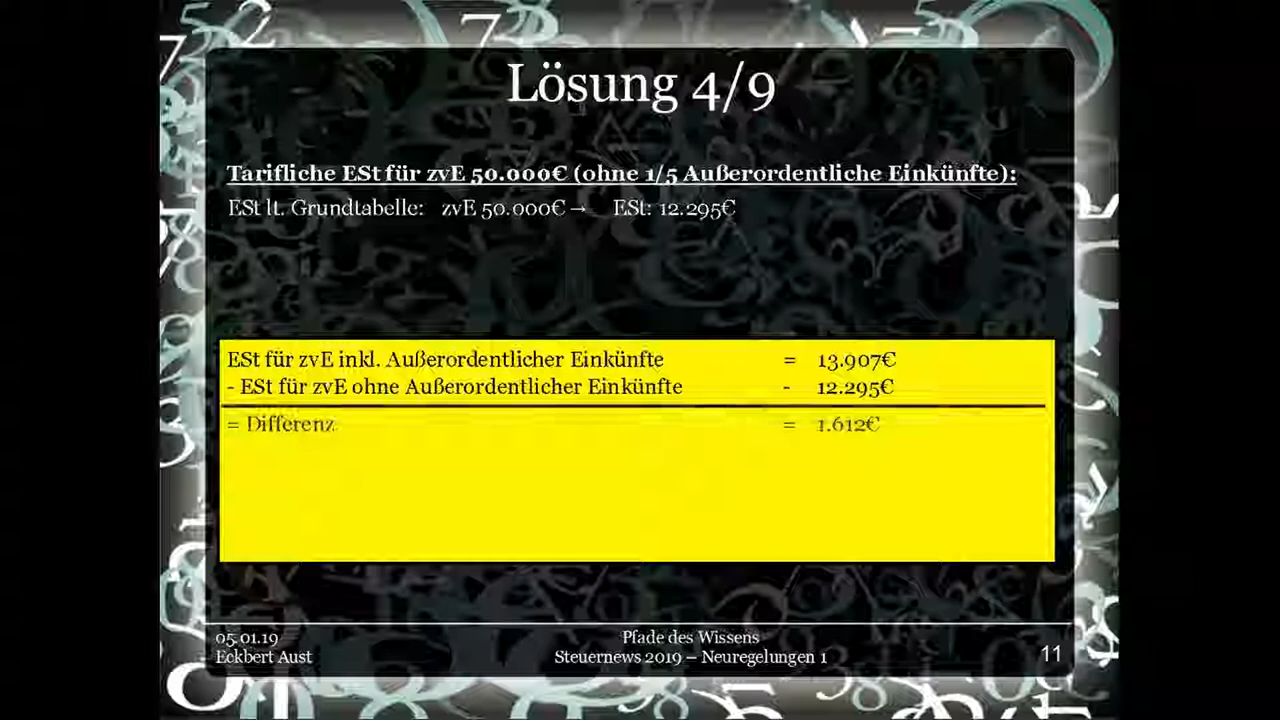 Lösung 4/9
Tarifliche ESt für zvE 50.000€ (ohne 1/5 Außerordentliche Einkünfte):
ESt lt. Grundtabelle: zvE 50.000€→ ESt: 12.295€
ESt für zvE inkl. Außerordentlicher Einkünfte = 13.907€
- ESt für zvE ohne Außerordentlicher Einkünfte - 12.295€
= Differenz = 1.612€
05.01.19 Pfade des Wissens
Eckbert Aust Steuernews 2019 – Neuregelungen 1 11